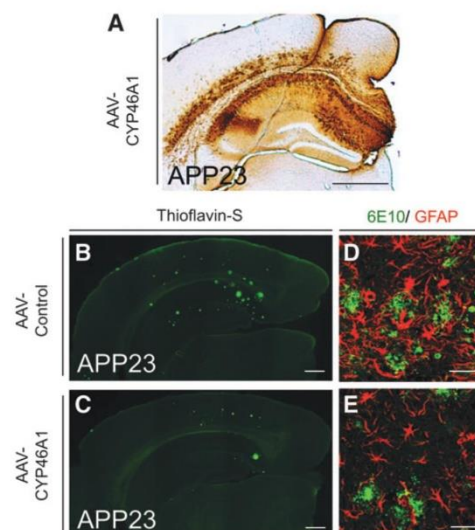 A
AAV-
CYP46A1
APP23
Thioflavin-S
6E10/ GFAP
AAV-
Control
B
APP23
D
AAV-
CYP46A1
C
APP23
E